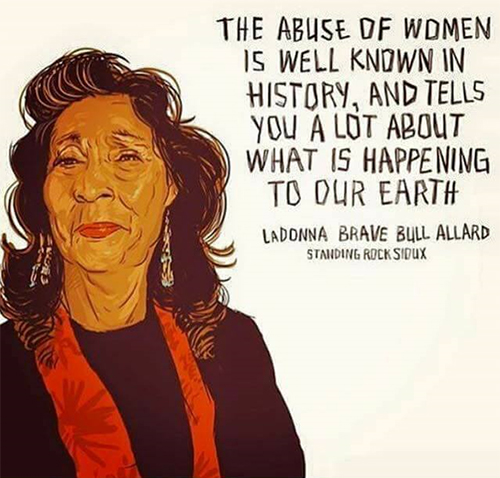 THE ABUSE OF WOMEN
IS WELL KNOWN IN
HISTORY, AND TELLS
YOU A LOT ABOUT
WHAT IS HAPPENING
TO OUR EARTH
LADONNA BRAVE BULL ALLARD
STANDING ROCK SIOUX